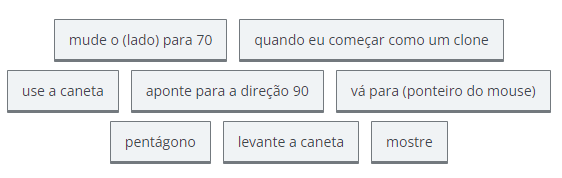 mude o (lado) para 70
quando eu começar como um clone
use a caneta
aponte para a direção 90
vá para (ponteiro do mouse)
pentágono
levante a caneta
mostre